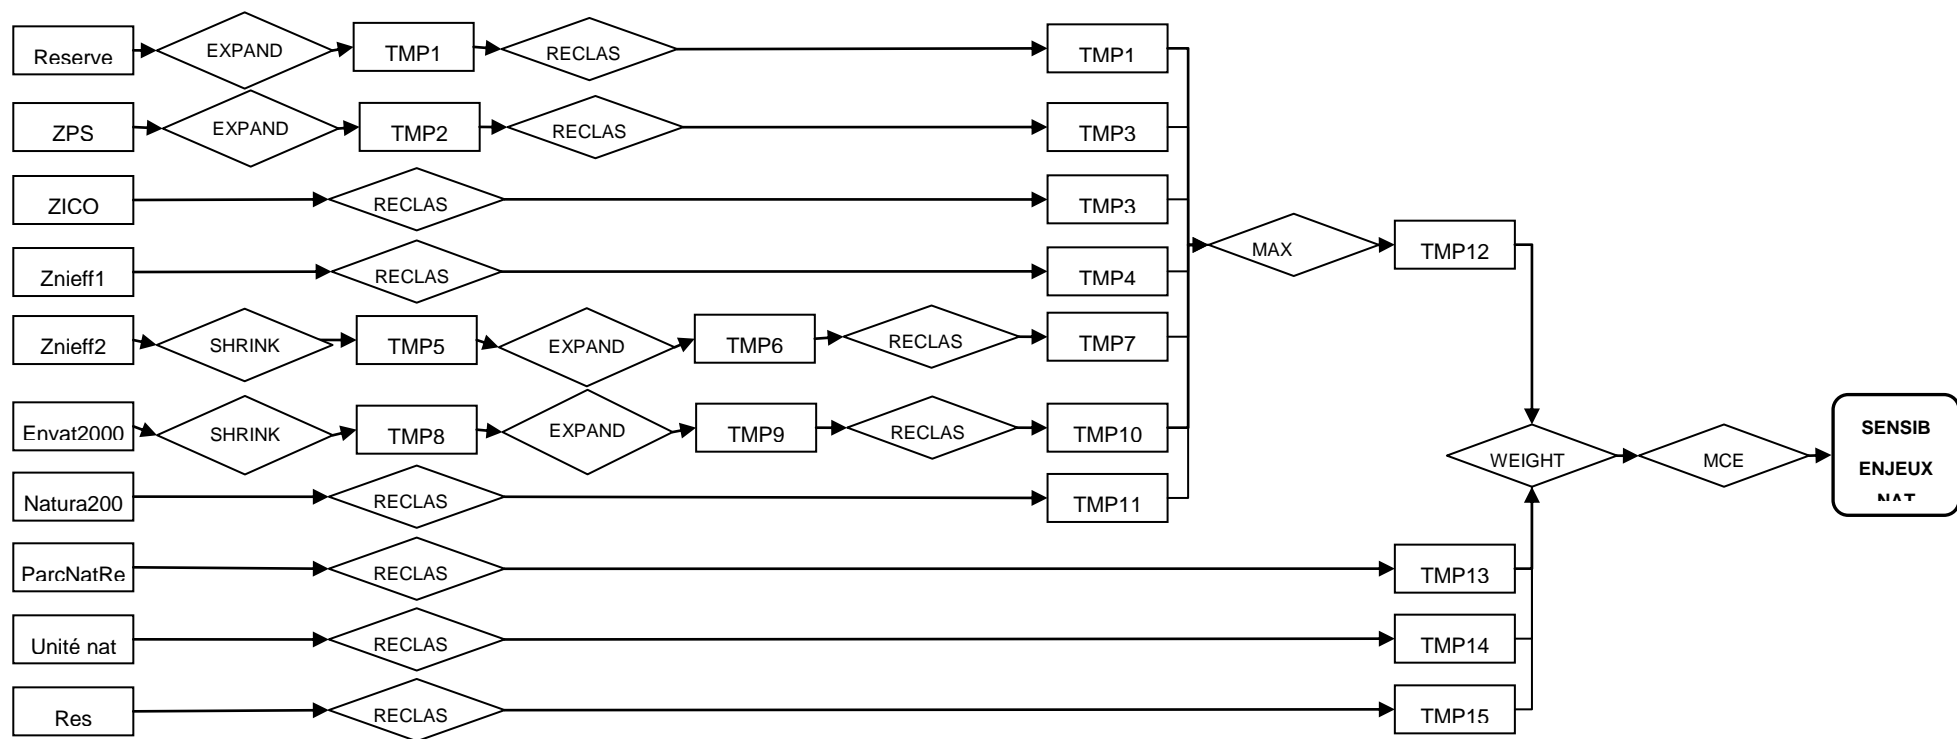 Reserve EXPAND TMP1 RECLAS TMP1
ZPS EXPAND TMP2 RECLAS TMP3
ZICO RECLAS TMP3
MAX TMP12
Znieff1 RECLAS TMP4
Znieff2 SHRINK TMP5 EXPAND TMP6 RECLAS TMP7
Envat2000 SHRINK TMP8 EXPAND TMP9 RECLAS TMP10
SENSIB
WEIGHT MCE ENJEUX
NAT
Natura200 RECLAS TMP11
ParcNatRe RECLAS TMP13
Unité nat RECLAS TMP14
Res RECLAS TMP15